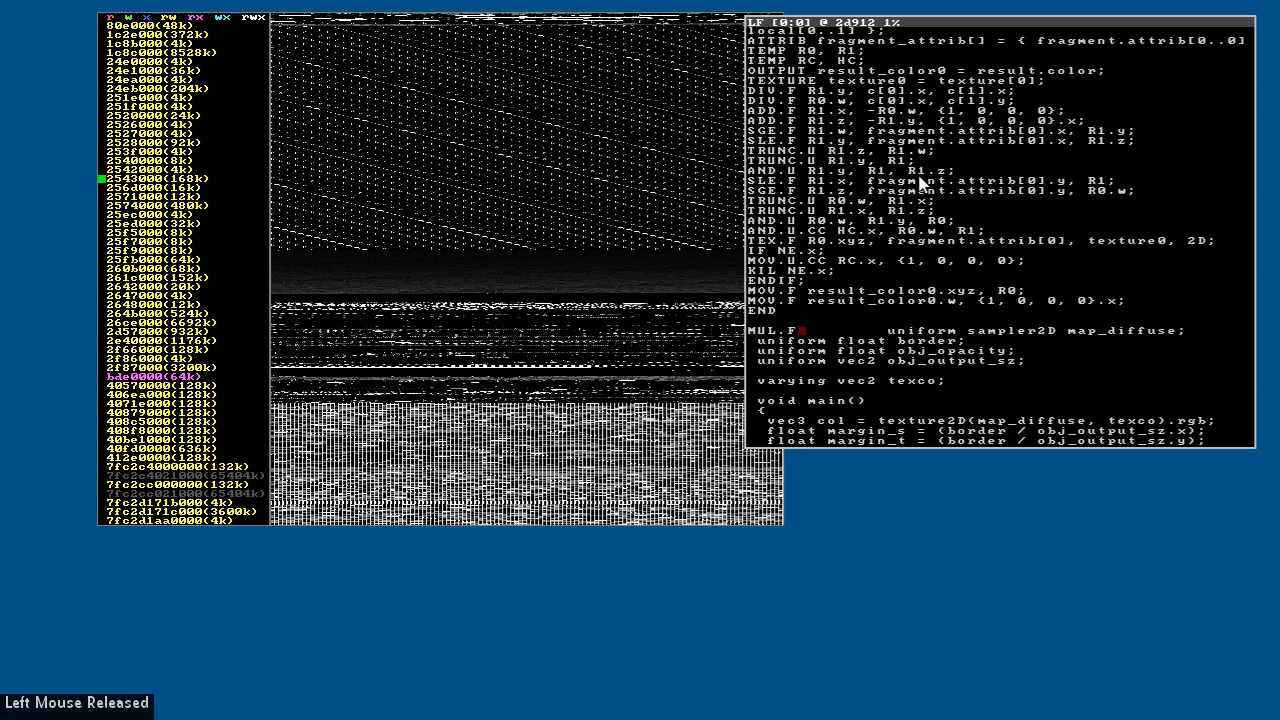 r w x rw rx wx rwx
80e000(48k)
1c2e000(372k)
1c8b000(4k)
1c8c000(8528k)
24e0000(4k)
24e1000(36k)
24ea000(4k)
24eb000(204k)
251e000(4k)
251f000(4k)
2520000(24k)
2526000(4k)
2527000(4k)
2528000(92k)
253f000(4k)
2540000(8k)
2542000(4k)
2543000(168k)
256d000(16k)
2571000(12k)
2574000(480k)
25ec000(4k)
25ed000(32k)
25f5000(8k)
25f7000(8k)
25f9000(8k)
25fb000(64k)
260b000(68k)
261c000(152k)
2642000(20k)
2647000(4k)
2648000(12k)
264b000(524k)
26ce000(6692k)
2d57000(932k)
2e40000(1176k)
2f66000(128k)
2f86000(4k)
2f87000(3200k)
bde0000(64k)
40570000(128k)
406ea000(128k)
4071e000(128k)
40879000(128k)
408c5000(128k)
408f8000(128k)
40be1000(128k)
40fd0000(636k)
412e0000(128k)
7fc2c4000000(132k)
7fc2c4021000(65404k)
7fc2cc000000(132k)
7fc2cc021000(65404k)
7fc2d171b000(4k)
7fc2d171c000(3600k)
7fc2d1aa0000(4k)
LF [0:0] @ 2d912 1%
local[0..1] };
ATTRIB fragment_attrib[] = { fragment.attrib[0..0]
TEMP R0, R1;
TEMP RC, HC;
OUTPUT result_color0 = result.color;
TEXTURE texture0 = texture[0];
DIV.F R1.y, c[0].x, c[1].x;
DIV.F R0.w, c[0].x, c[1].y;
ADD.F R1.x, -R0.w, {1, 0, 0, 0};
ADD.F R1.z, -R1.y, {1, 0, 0, 0}.x;
SGE.F R1.w, fragment.attrib[0].x, R1.y;
SLE.F R1.y, fragment.attrib[0].x, R1.z;
TRUNC.U R1.z, R1.w;
TRUNC.U R1.y, R1;
AND.U R1.y, R1, R1.z;
SLE.F R1.x, fragment.attrib[0].y, R1;
SGE.F R1.z, fragment.attrib[0].y, R0.w;
TRUNC.U R0.w, R1.x;
TRUNC.U R1.x, R1.z;
AND.U R0.w, R1.y, R0;
AND.U.CC HC.x, R0.w, R1;
TEX.F R0.xyz, fragment.attrib[0], texture0, 2D;
IF NE.x;
MOV.U.CC RC.x, {1, 0, 0, 0};
KIL NE.x;
ENDIF;
MOV.F result_color0.xyz, R0;
MOV.F result_color0.w, {1, 0, 0, 0}.x;
END
MUL.F uniform sampler2D map_diffuse;
uniform float border;
uniform float obj_opacity;
uniform vec2 obj_output_sz;
varying vec2 texco;
void main()
{
vec3 col = texture2D(map_diffuse, texco).rgb;
float margin_s = (border / obj_output_sz.x);
float margin_t = (border / obj_output_sz.y);
Left Mouse Released